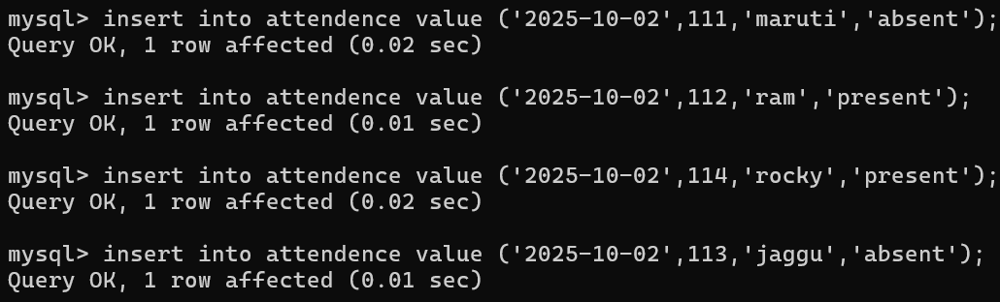 mysql> insert into attendence value ('2025-10-02',111,'maruti','absent');
Query OK, 1 row affected (0.02 sec)
mysql> insert into attendence value ('2025-10-02',112,'ram','present');
Query OK, 1 row affected (0.01 sec)
mysql> insert into attendence value ('2025-10-02',114,'rocky','present');
Query OK, 1 row affected (0.02 sec)
mysql> insert into attendence value ('2025-10-02',113,'jaggu','absent');
Query OK, 1 row affected (0.01 sec)